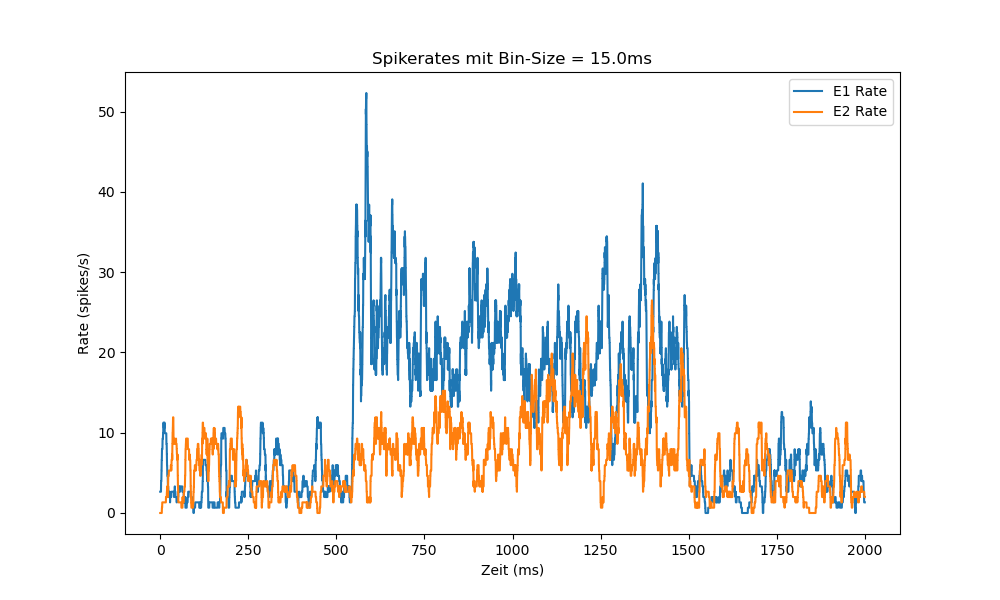 Spikerates mit Bin-Size = 15.0ms
E1 Rate
E2 Rate
50
40
30
20
10
0
Rate (spikes/s)
0 250 500 750 1000 1250 1500 1750 2000
Zeit (ms)